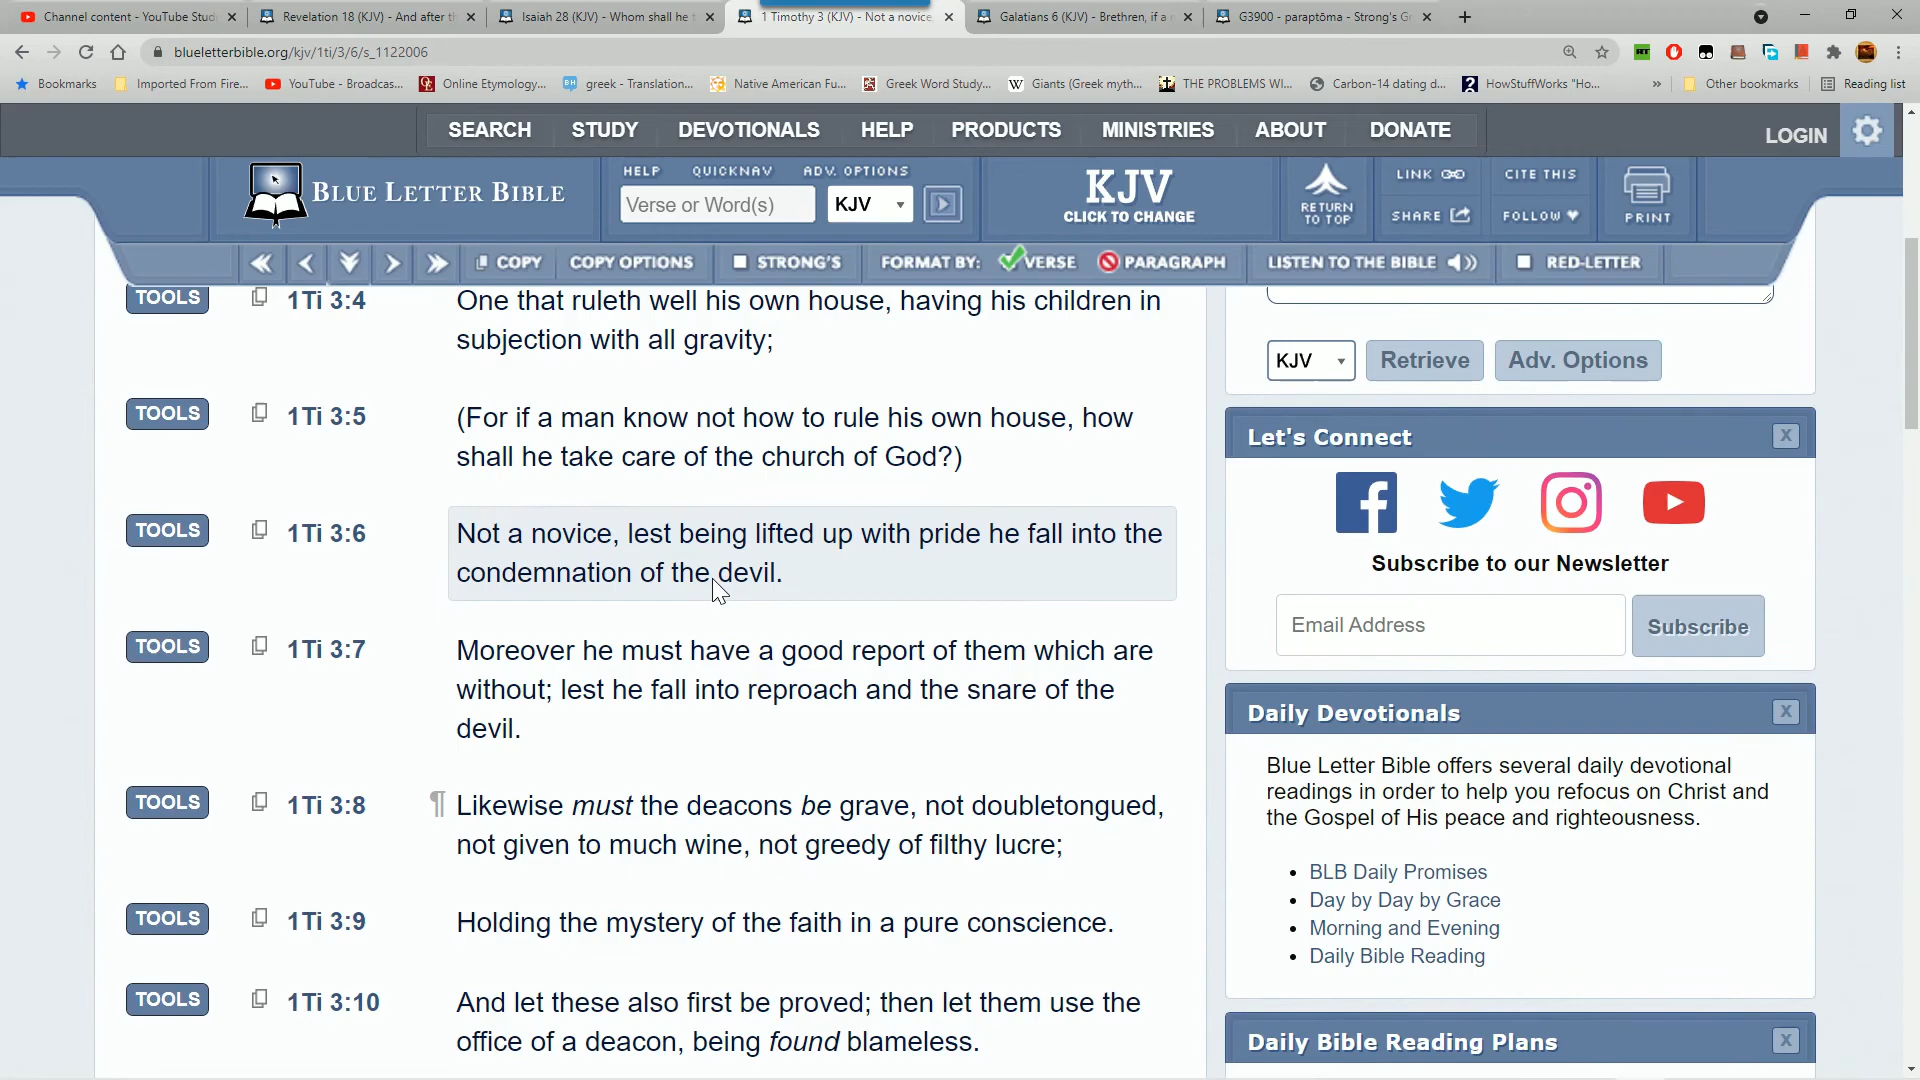 Channel content - YouTube Stud
Revelation 18 (KJV) - And after th
Isaiah 28 (KJV) - Whom shall he t
1 Timothy 3 (KJV) - Not a novice,
Galatians 6 (KJV) - Brethren, if a r
G3900 - paraptōma - Strong's Gr
blueletterbible.org/kjv/1ti/3/6/s_1122006
Bookmarks
Imported From Fire...
YouTube - Broadcas...
Online Etymology...
greek - Translation...
Native American Fu...
Greek Word Study...
Giants (Greek myth...
THE PROBLEMS WI...
Carbon-14 dating d...
HowStuffWorks "Ho...
»
Other bookmarks
Reading list
SEARCH STUDY DEVOTIONALS HELP PRODUCTS MINISTRIES ABOUT DONATE
LOGIN
BLUE LETTER BIBLE
HELP QUICKNAV ADV. OPTIONS
Verse or Word(s)
KJV
KJV
CLICK TO CHANGE
RETURN
TO TOP
LINK
CITE THIS
SHARE
FOLLOW
PRINT
COPY COPY OPTIONS STRONG'S FORMAT BY: VERSE PARAGRAPH LISTEN TO THE BIBLE RED-LETTER
TOOLS 1Ti 3:4 One that ruleth well his own house, having his children in
subjection with all gravity;
TOOLS 1Ti 3:5 (For if a man know not how to rule his own house, how
shall he take care of the church of God?)
TOOLS 1Ti 3:6 Not a novice, lest being lifted up with pride he fall into the
condemnation of the devil.
TOOLS 1Ti 3:7 Moreover he must have a good report of them which are
without; lest he fall into reproach and the snare of the
devil.
TOOLS 1Ti 3:8 ¶ Likewise must the deacons be grave, not doubletongued,
not given to much wine, not greedy of filthy lucre;
TOOLS 1Ti 3:9 Holding the mystery of the faith in a pure conscience.
TOOLS 1Ti 3:10 And let these also first be proved; then let them use the
office of a deacon, being found blameless.
KJV Retrieve Adv. Options
Let's Connect X
Subscribe to our Newsletter
Email Address Subscribe
Daily Devotionals X
Blue Letter Bible offers several daily devotional
readings in order to help you refocus on Christ and
the Gospel of His peace and righteousness.
• BLB Daily Promises
• Day by Day by Grace
• Morning and Evening
• Daily Bible Reading
Daily Bible Reading Plans X